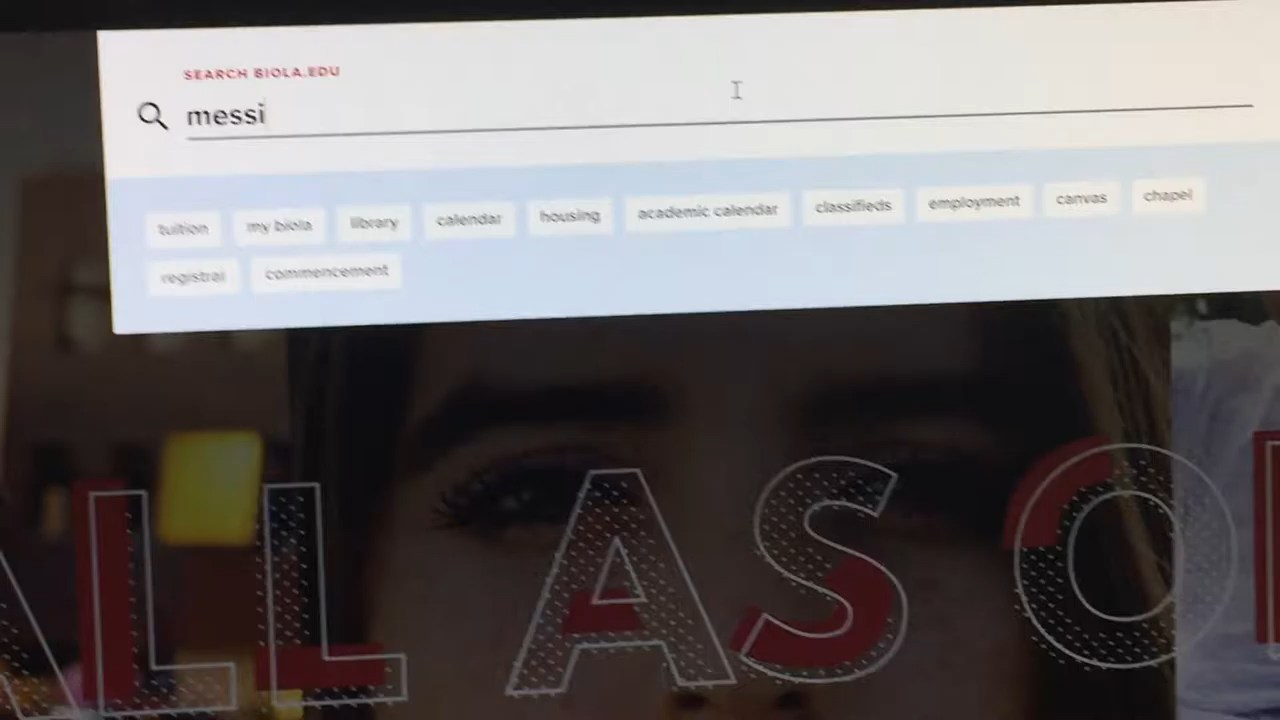 SEARCH BIOLA.EDU
messi
tuition my biola library calendar housing academic calendar classifieds employment canvas chapel
registrar commencement
ALL AS O